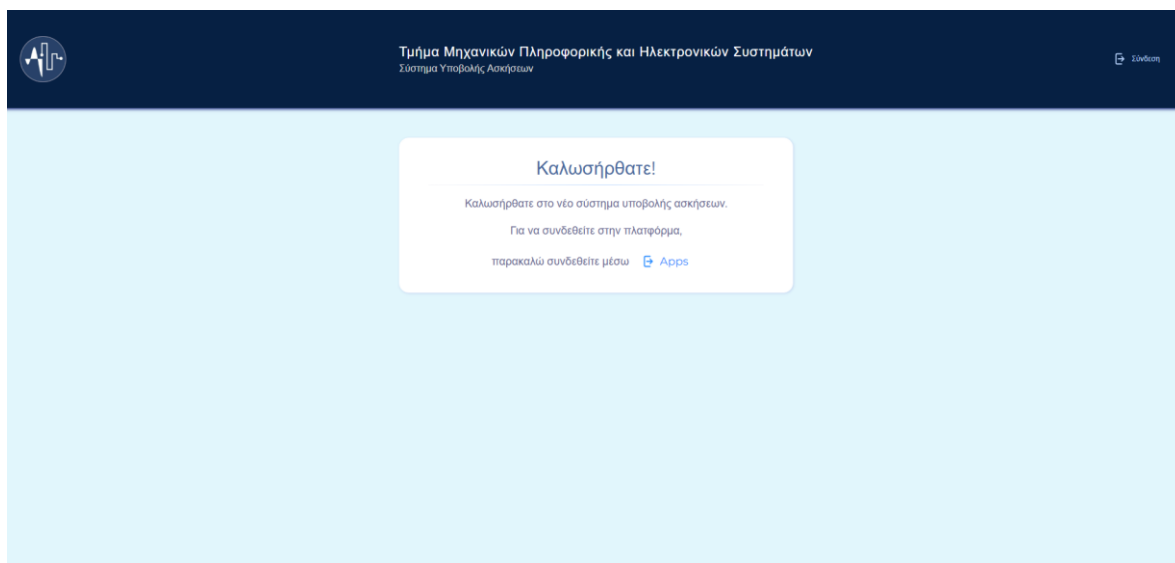 Τμήμα Μηχανικών Πληροφορικής και Ηλεκτρονικών Συστημάτων
Σύστημα Υποβολής Ασκήσεων
Σύνδεση
Καλωσήρθατε!
Καλωσήρθατε στο νέο σύστημα υποβολής ασκήσεων.
Για να συνδεθείτε στην πλατφόρμα,
παρακαλώ συνδεθείτε μέσω Apps